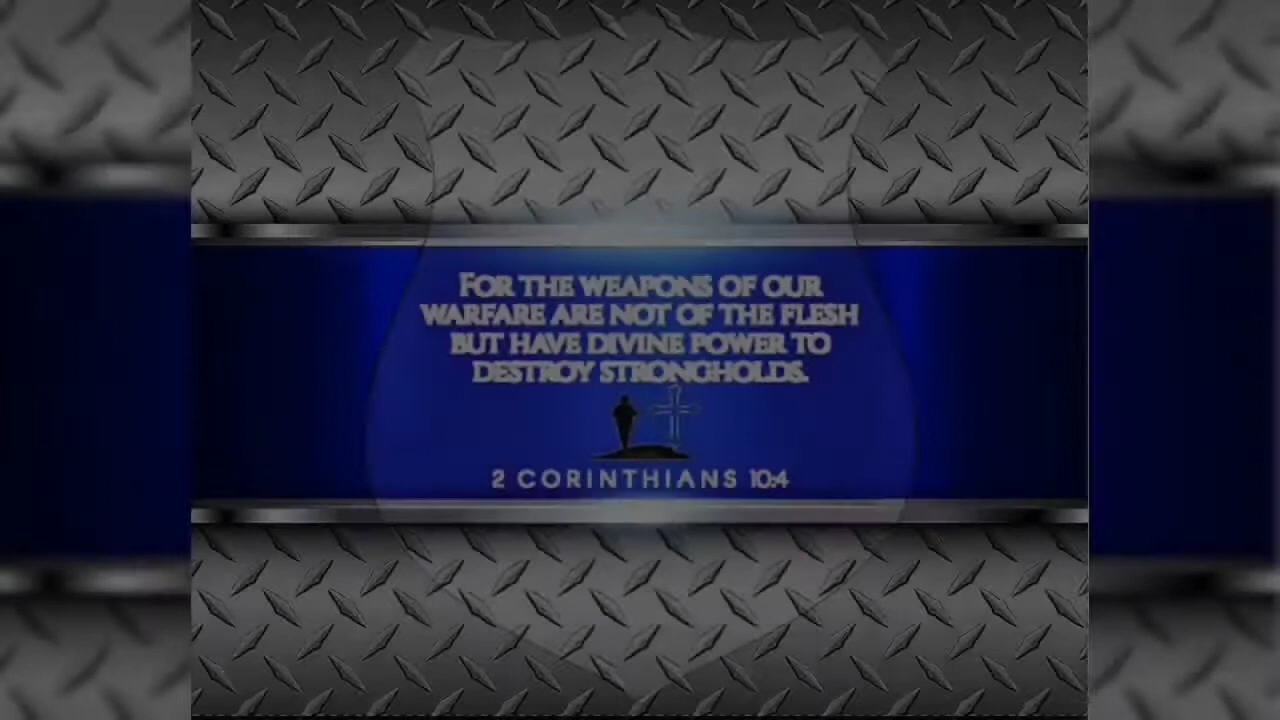 FOR THE WEAPONS OF OUR
WARFARE ARE NOT OF THE FLESH
BUT HAVE DIVINE POWER TO
DESTROY STRONGHOLDS.
2 CORINTHIANS 10:4